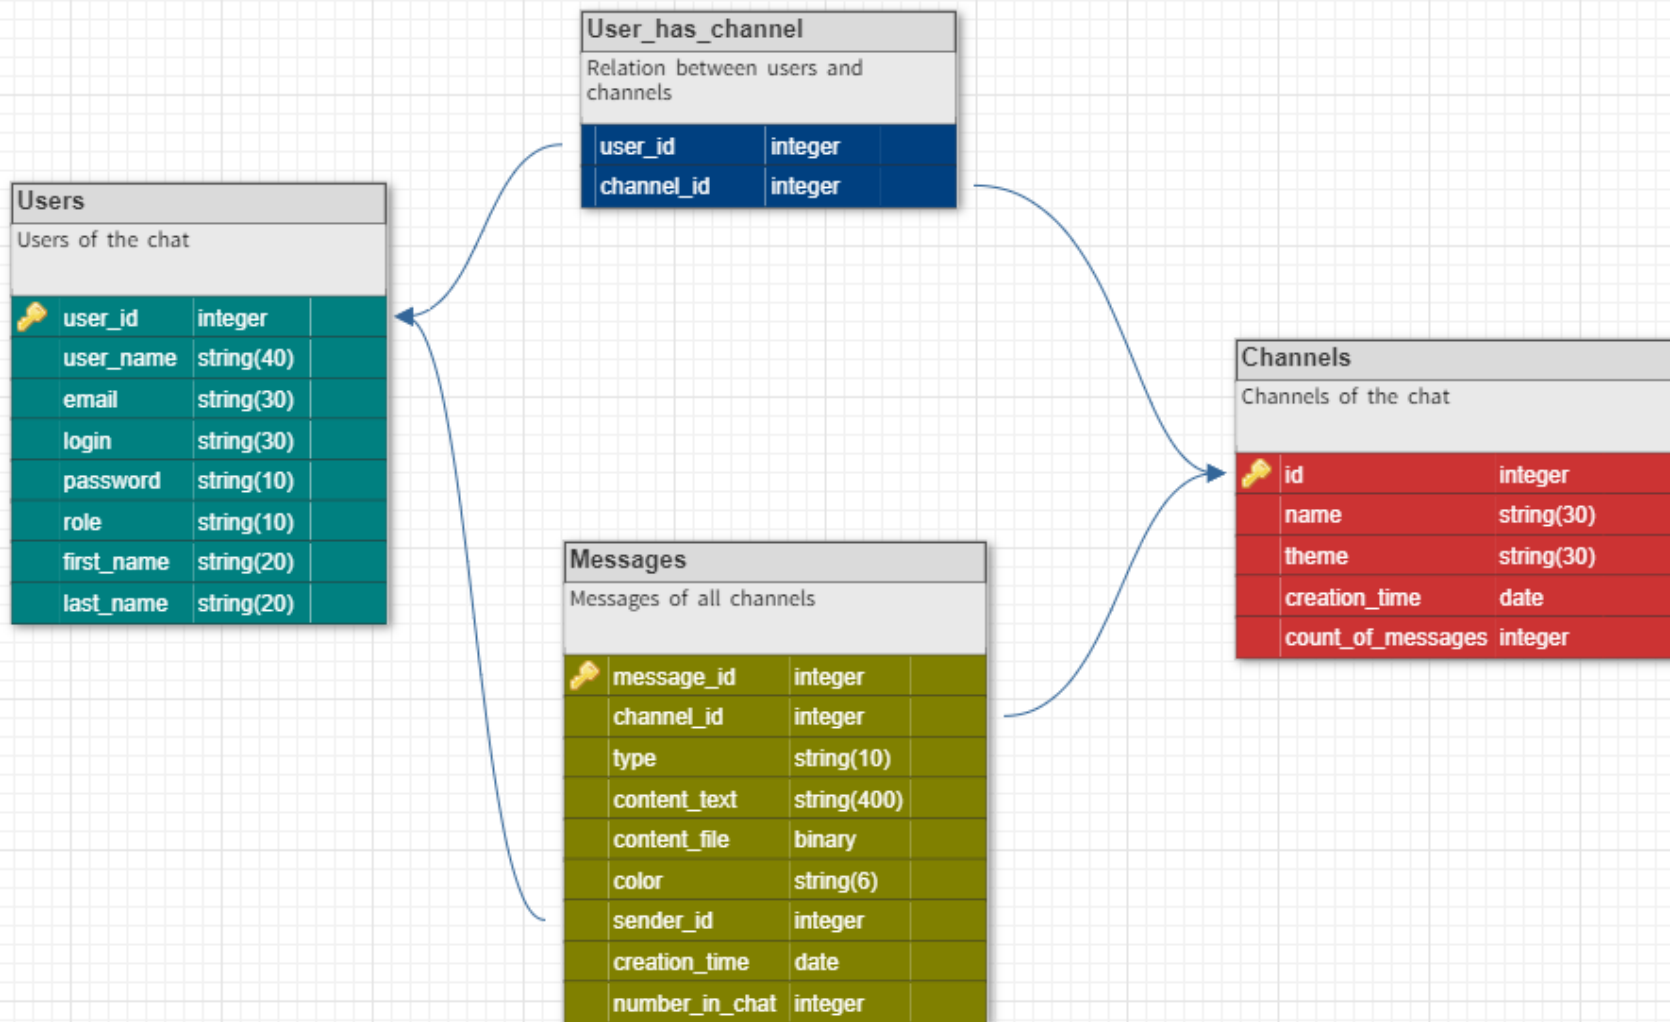 User_has_channel
Relation between users and
channels
user_id integer
channel_id integer
Users
Users of the chat
user_id integer
user_name string(40)
email string(30)
login string(30)
password string(10)
role string(10)
first_name string(20)
last_name string(20)
Channels
Channels of the chat
id integer
name string(30)
theme string(30)
creation_time date
count_of_messages integer
Messages
Messages of all channels
message_id integer
channel_id integer
type string(10)
content_text string(400)
content_file binary
color string(6)
sender_id integer
creation_time date
number_in_chat integer